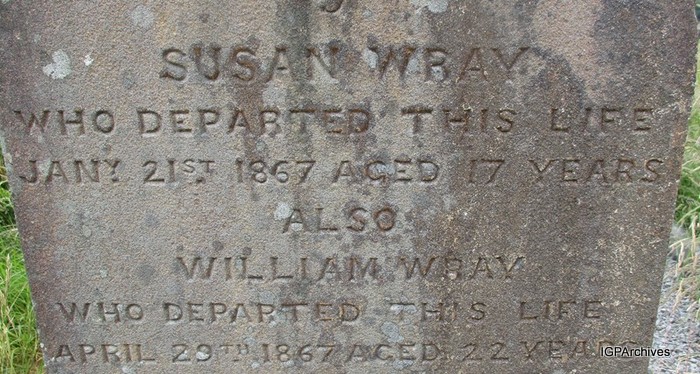 SUSAN WRAY
WHO DEPARTED THIS LIFE
JANY 21ST 1867 AGED 17 YEARS
ALSO
WILLIAM WRAY
WHO DEPARTED THIS LIFE
APRIL 29TH 1867 AGED 22 YEARS
IGPArchives